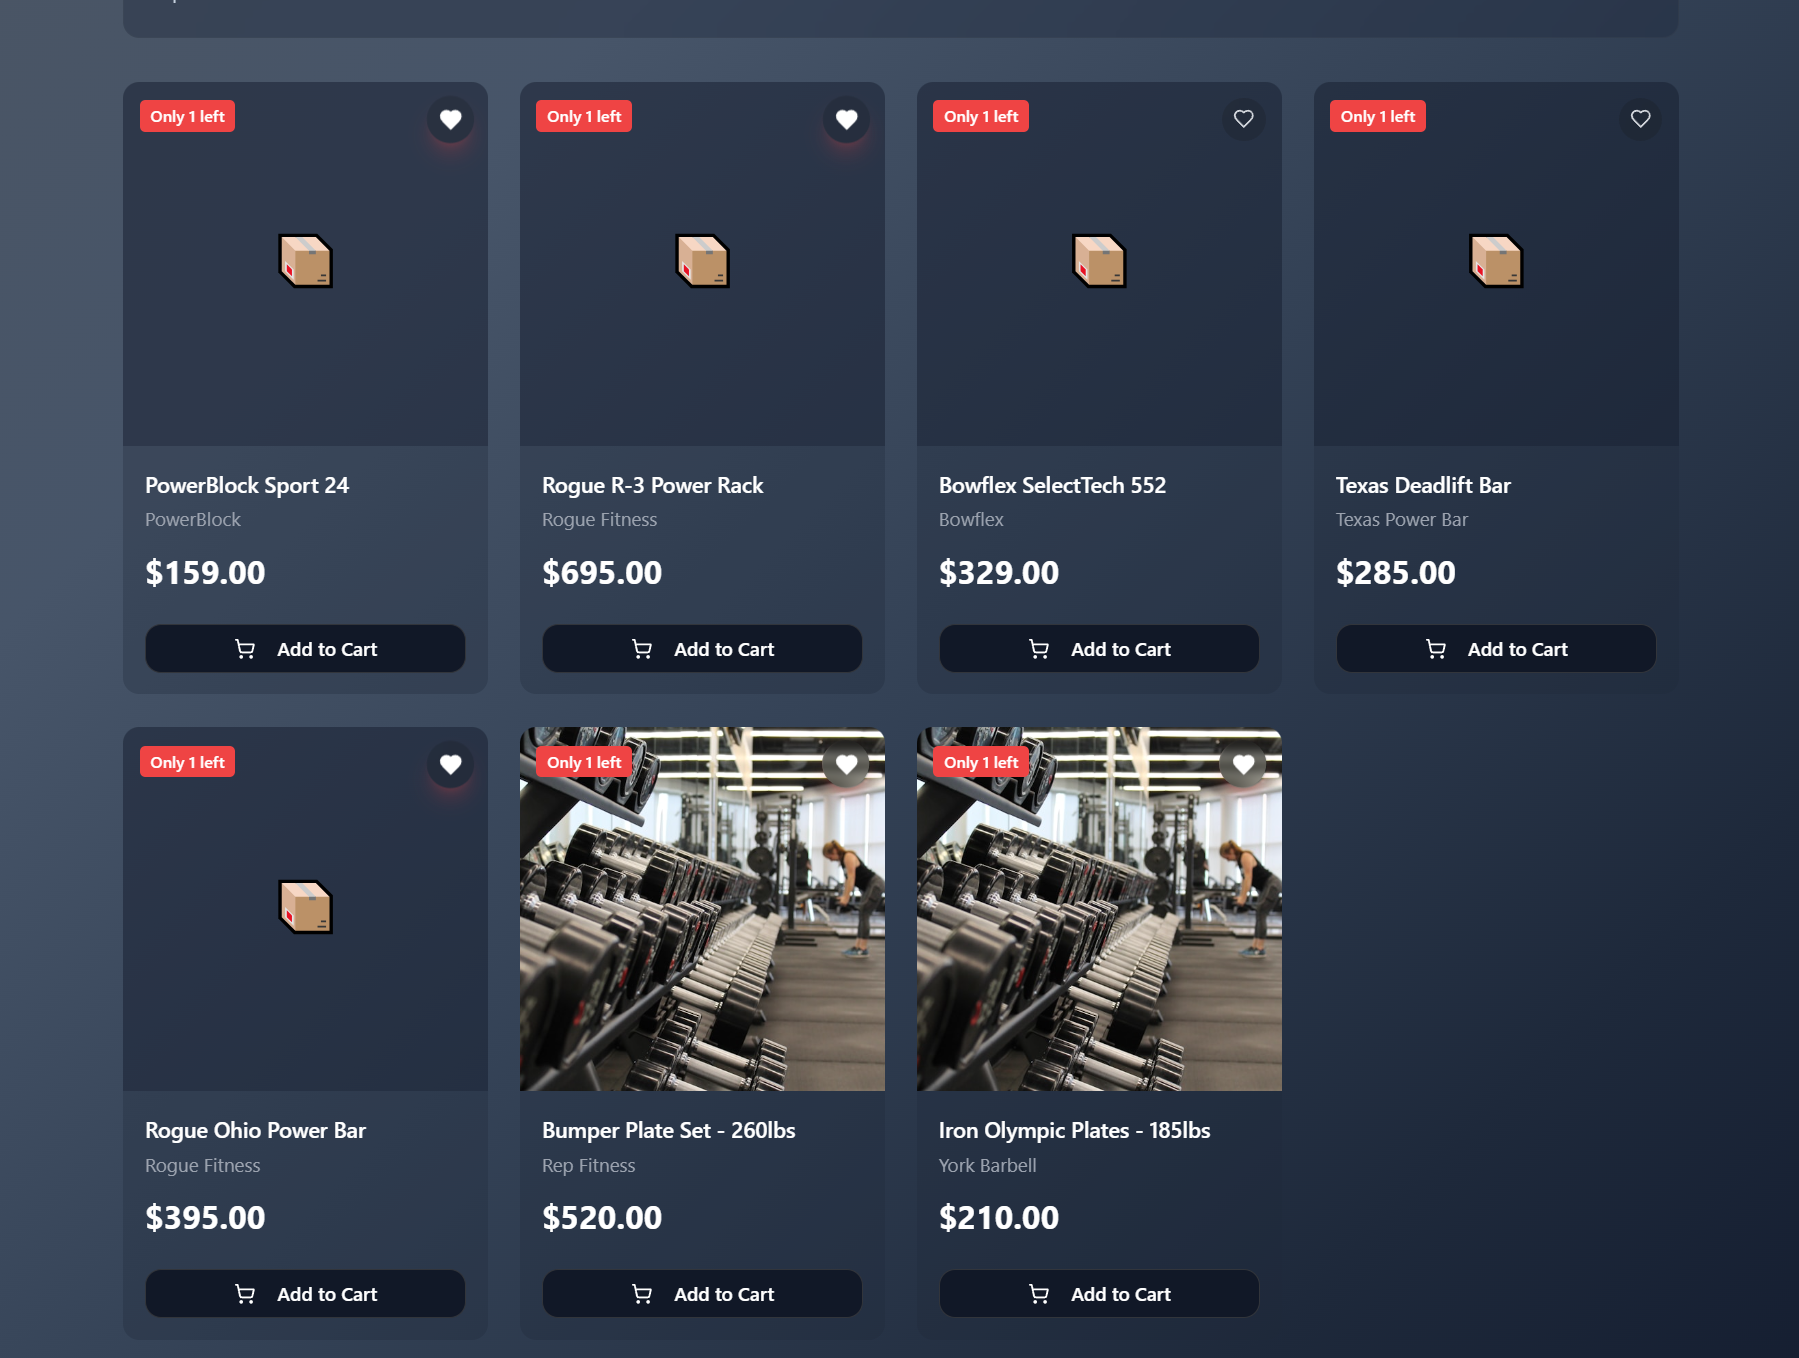 Only 1 left
Only 1 left
Only 1 left
Only 1 left
PowerBlock Sport 24
PowerBlock
$159.00
Add to Cart
Rogue R-3 Power Rack
Rogue Fitness
$695.00
Add to Cart
Bowflex SelectTech 552
Bowflex
$329.00
Add to Cart
Texas Deadlift Bar
Texas Power Bar
$285.00
Add to Cart
Only 1 left
Only 1 left
Only 1 left
Rogue Ohio Power Bar
Rogue Fitness
$395.00
Add to Cart
Bumper Plate Set - 260lbs
Rep Fitness
$520.00
Add to Cart
Iron Olympic Plates - 185lbs
York Barbell
$210.00
Add to Cart